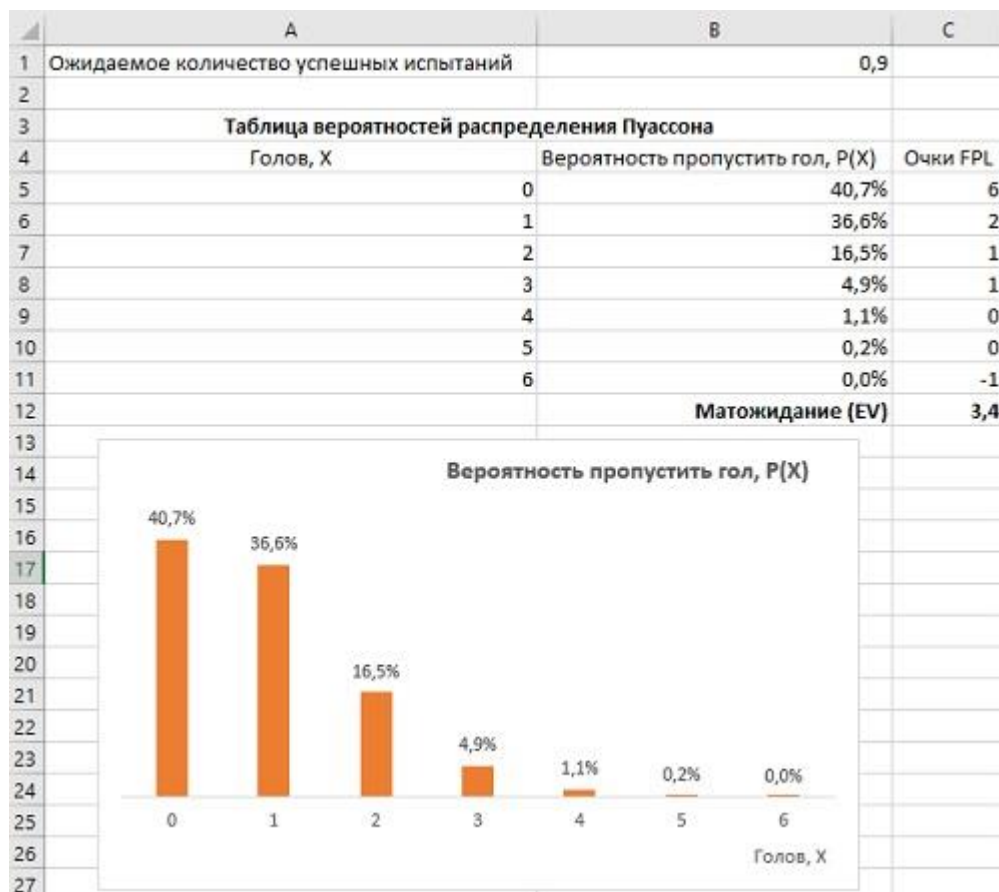 A B C
1 Ожидаемое количество успешных испытаний 0,9
2
3 Таблица вероятностей распределения Пуассона
4 Голов, X Вероятность пропустить гол, P(X) Очки FPL
5 0 40,7% 6
6 1 36,6% 2
7 2 16,5% 1
8 3 4,9% 1
9 4 1,1% 0
10 5 0,2% 0
11 6 0,0% -1
12 Матожидание (EV) 3,4
13
14 Вероятность пропустить гол, P(X)
15
16 40,7%
17 36,6%
18
19
20 16,5%
21
22
23 4,9%
24 1,1% 0,2% 0,0%
25 0 1 2 3 4 5 6
26 Голов, X
27